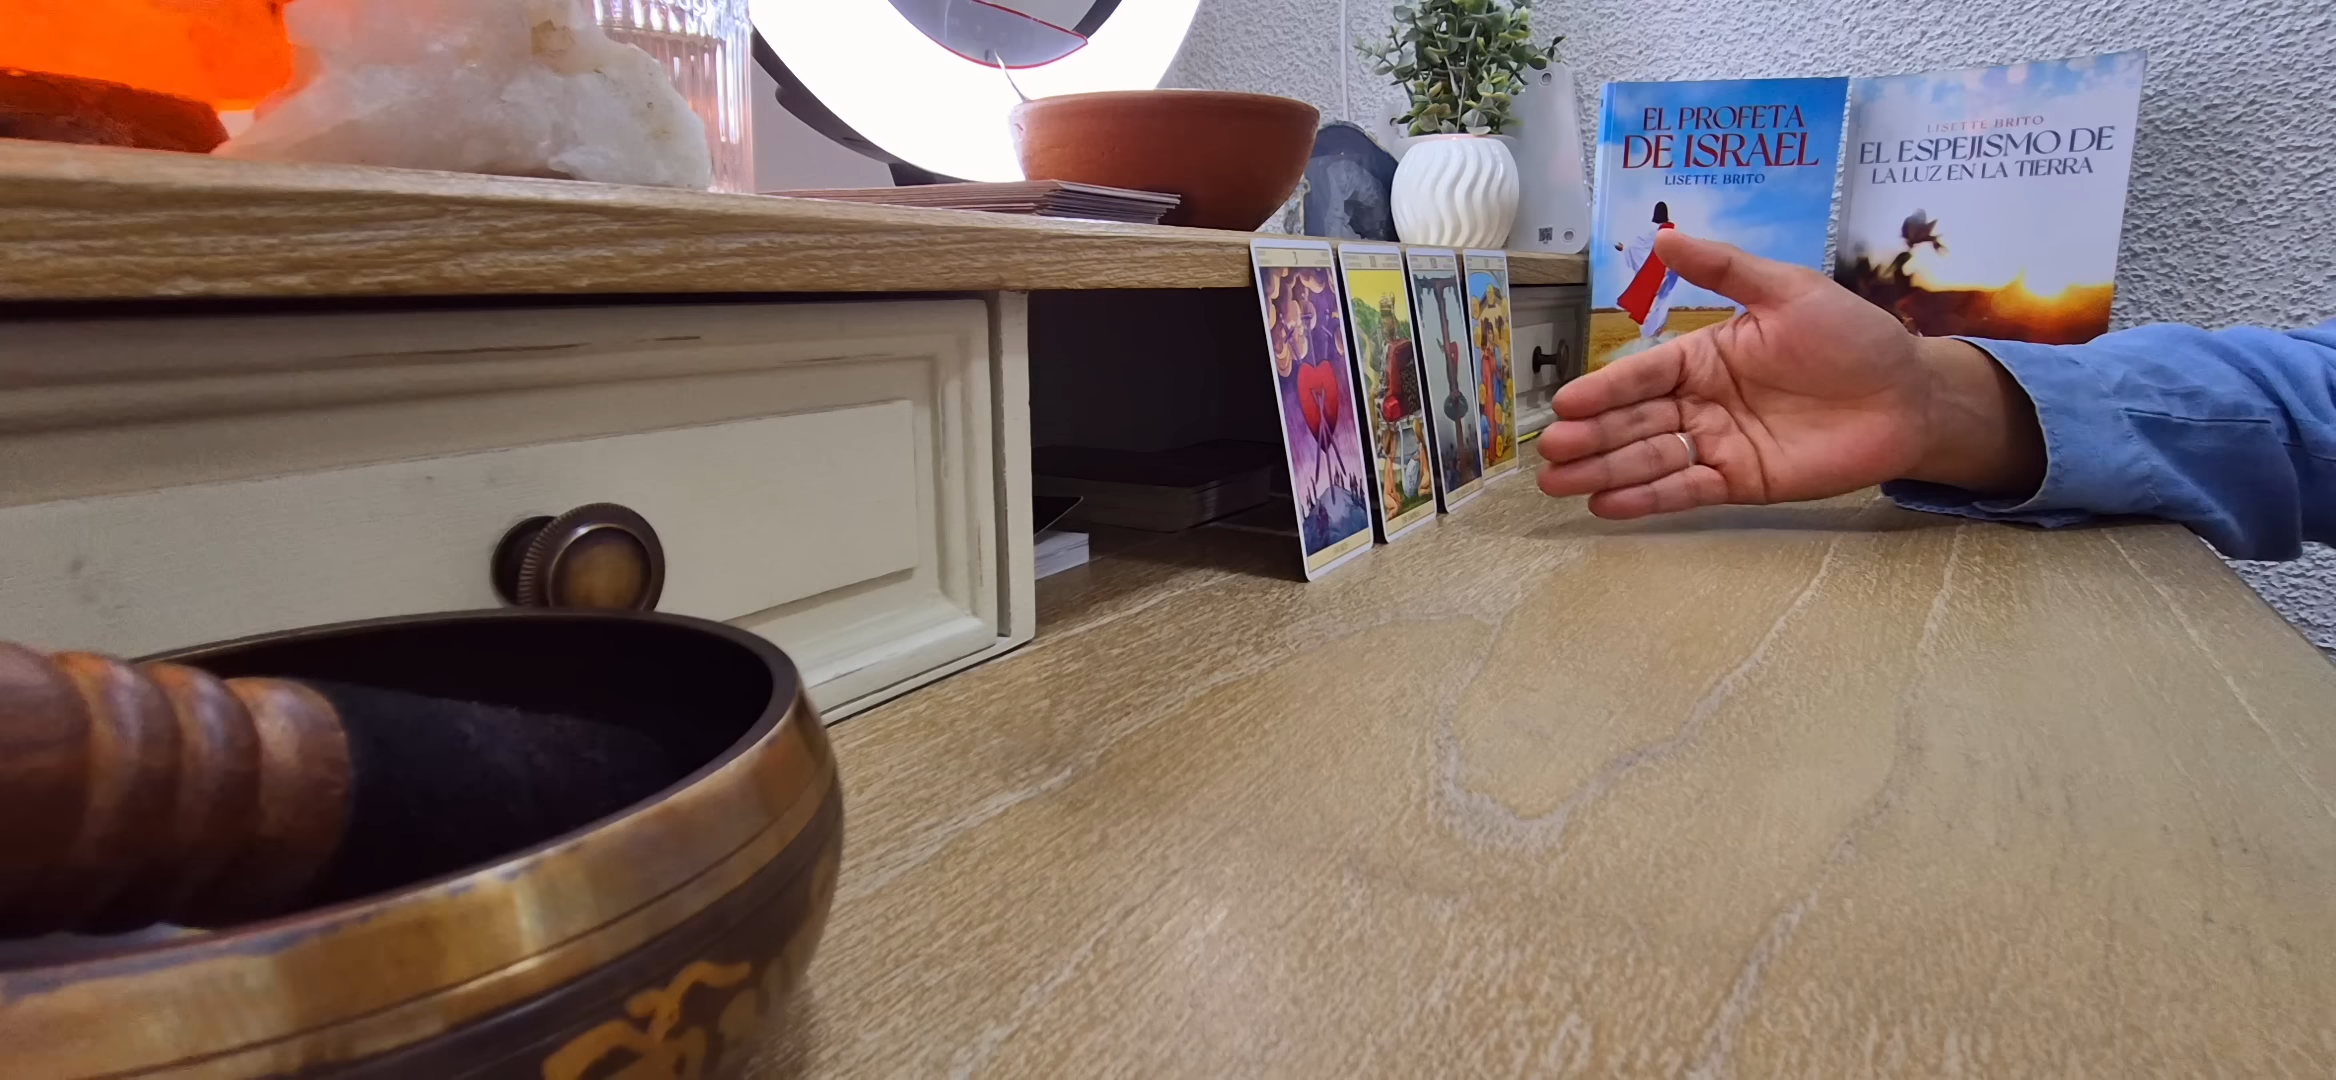 EL PROFETA
DE ISRAEL
LISETTE BRITO
LISETTE BRITO
EL ESPEJISMO DE
LA LUZ EN LA TIERRA